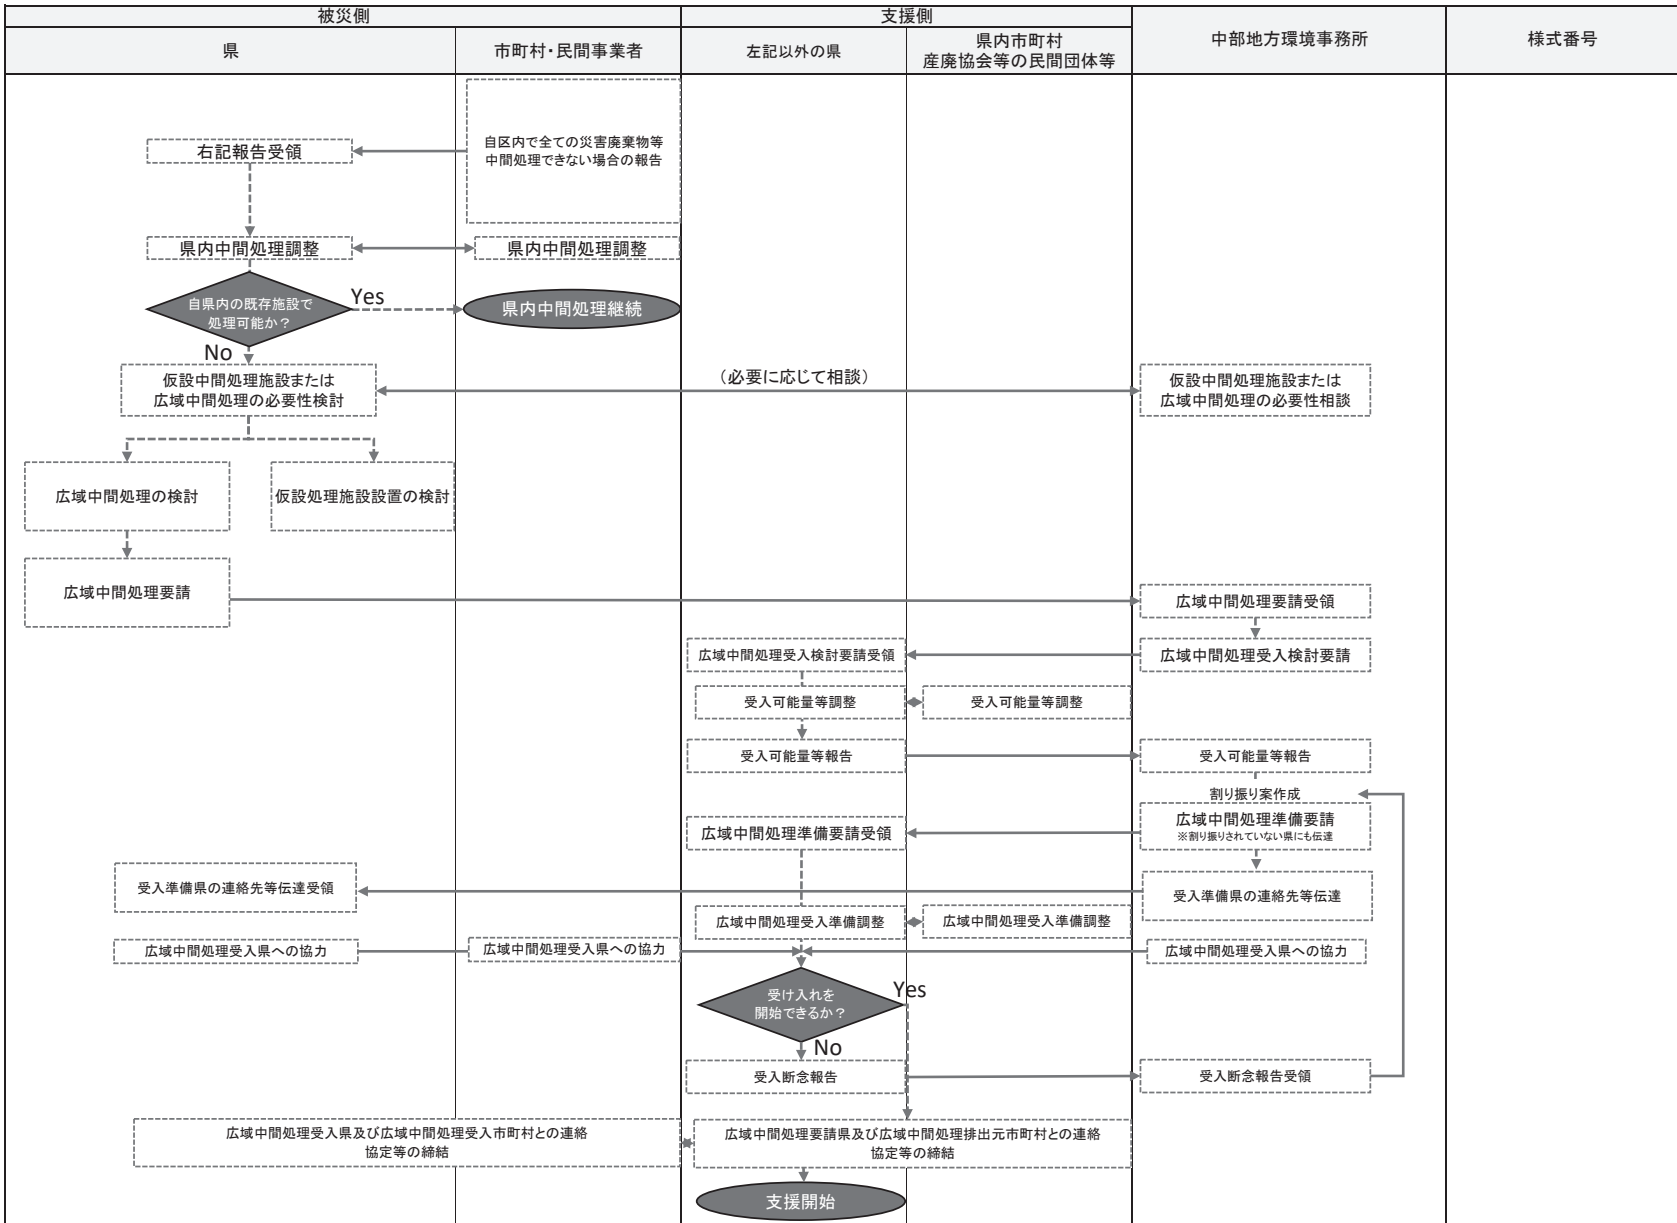 被災側
支援側
県
市町村・民間事業者
左記以外の県
県内市町村
産廃協会等の民間団体等
中部地方環境事務所
様式番号
自区内で全ての災害廃棄物等
中間処理できない場合の報告
右記報告受領
県内中間処理調整
県内中間処理調整
自県内の既存施設で
処理可能か？
Yes
県内中間処理継続
No
仮設中間処理施設または
広域中間処理の必要性検討
（必要に応じて相談）
仮設中間処理施設または
広域中間処理の必要性相談
広域中間処理の検討
仮設処理施設設置の検討
広域中間処理要請
広域中間処理要請受領
広域中間処理受入検討要請受領
広域中間処理受入検討要請
受入可能量等調整
受入可能量等調整
受入可能量等報告
受入可能量等報告
割り振り案作成
広域中間処理準備要請受領
広域中間処理準備要請
※割り振りされていない県にも伝達
受入準備県の連絡先等伝達受領
受入準備県の連絡先等伝達
広域中間処理受入準備調整
広域中間処理受入準備調整
広域中間処理受入県への協力
広域中間処理受入県への協力
広域中間処理受入県への協力
受け入れを
開始できるか？
Yes
No
受入断念報告
受入断念報告受領
広域中間処理受入県及び広域中間処理受入市町村との連絡
協定等の締結
広域中間処理要請県及び広域中間処理排出元市町村との連絡
協定等の締結
支援開始